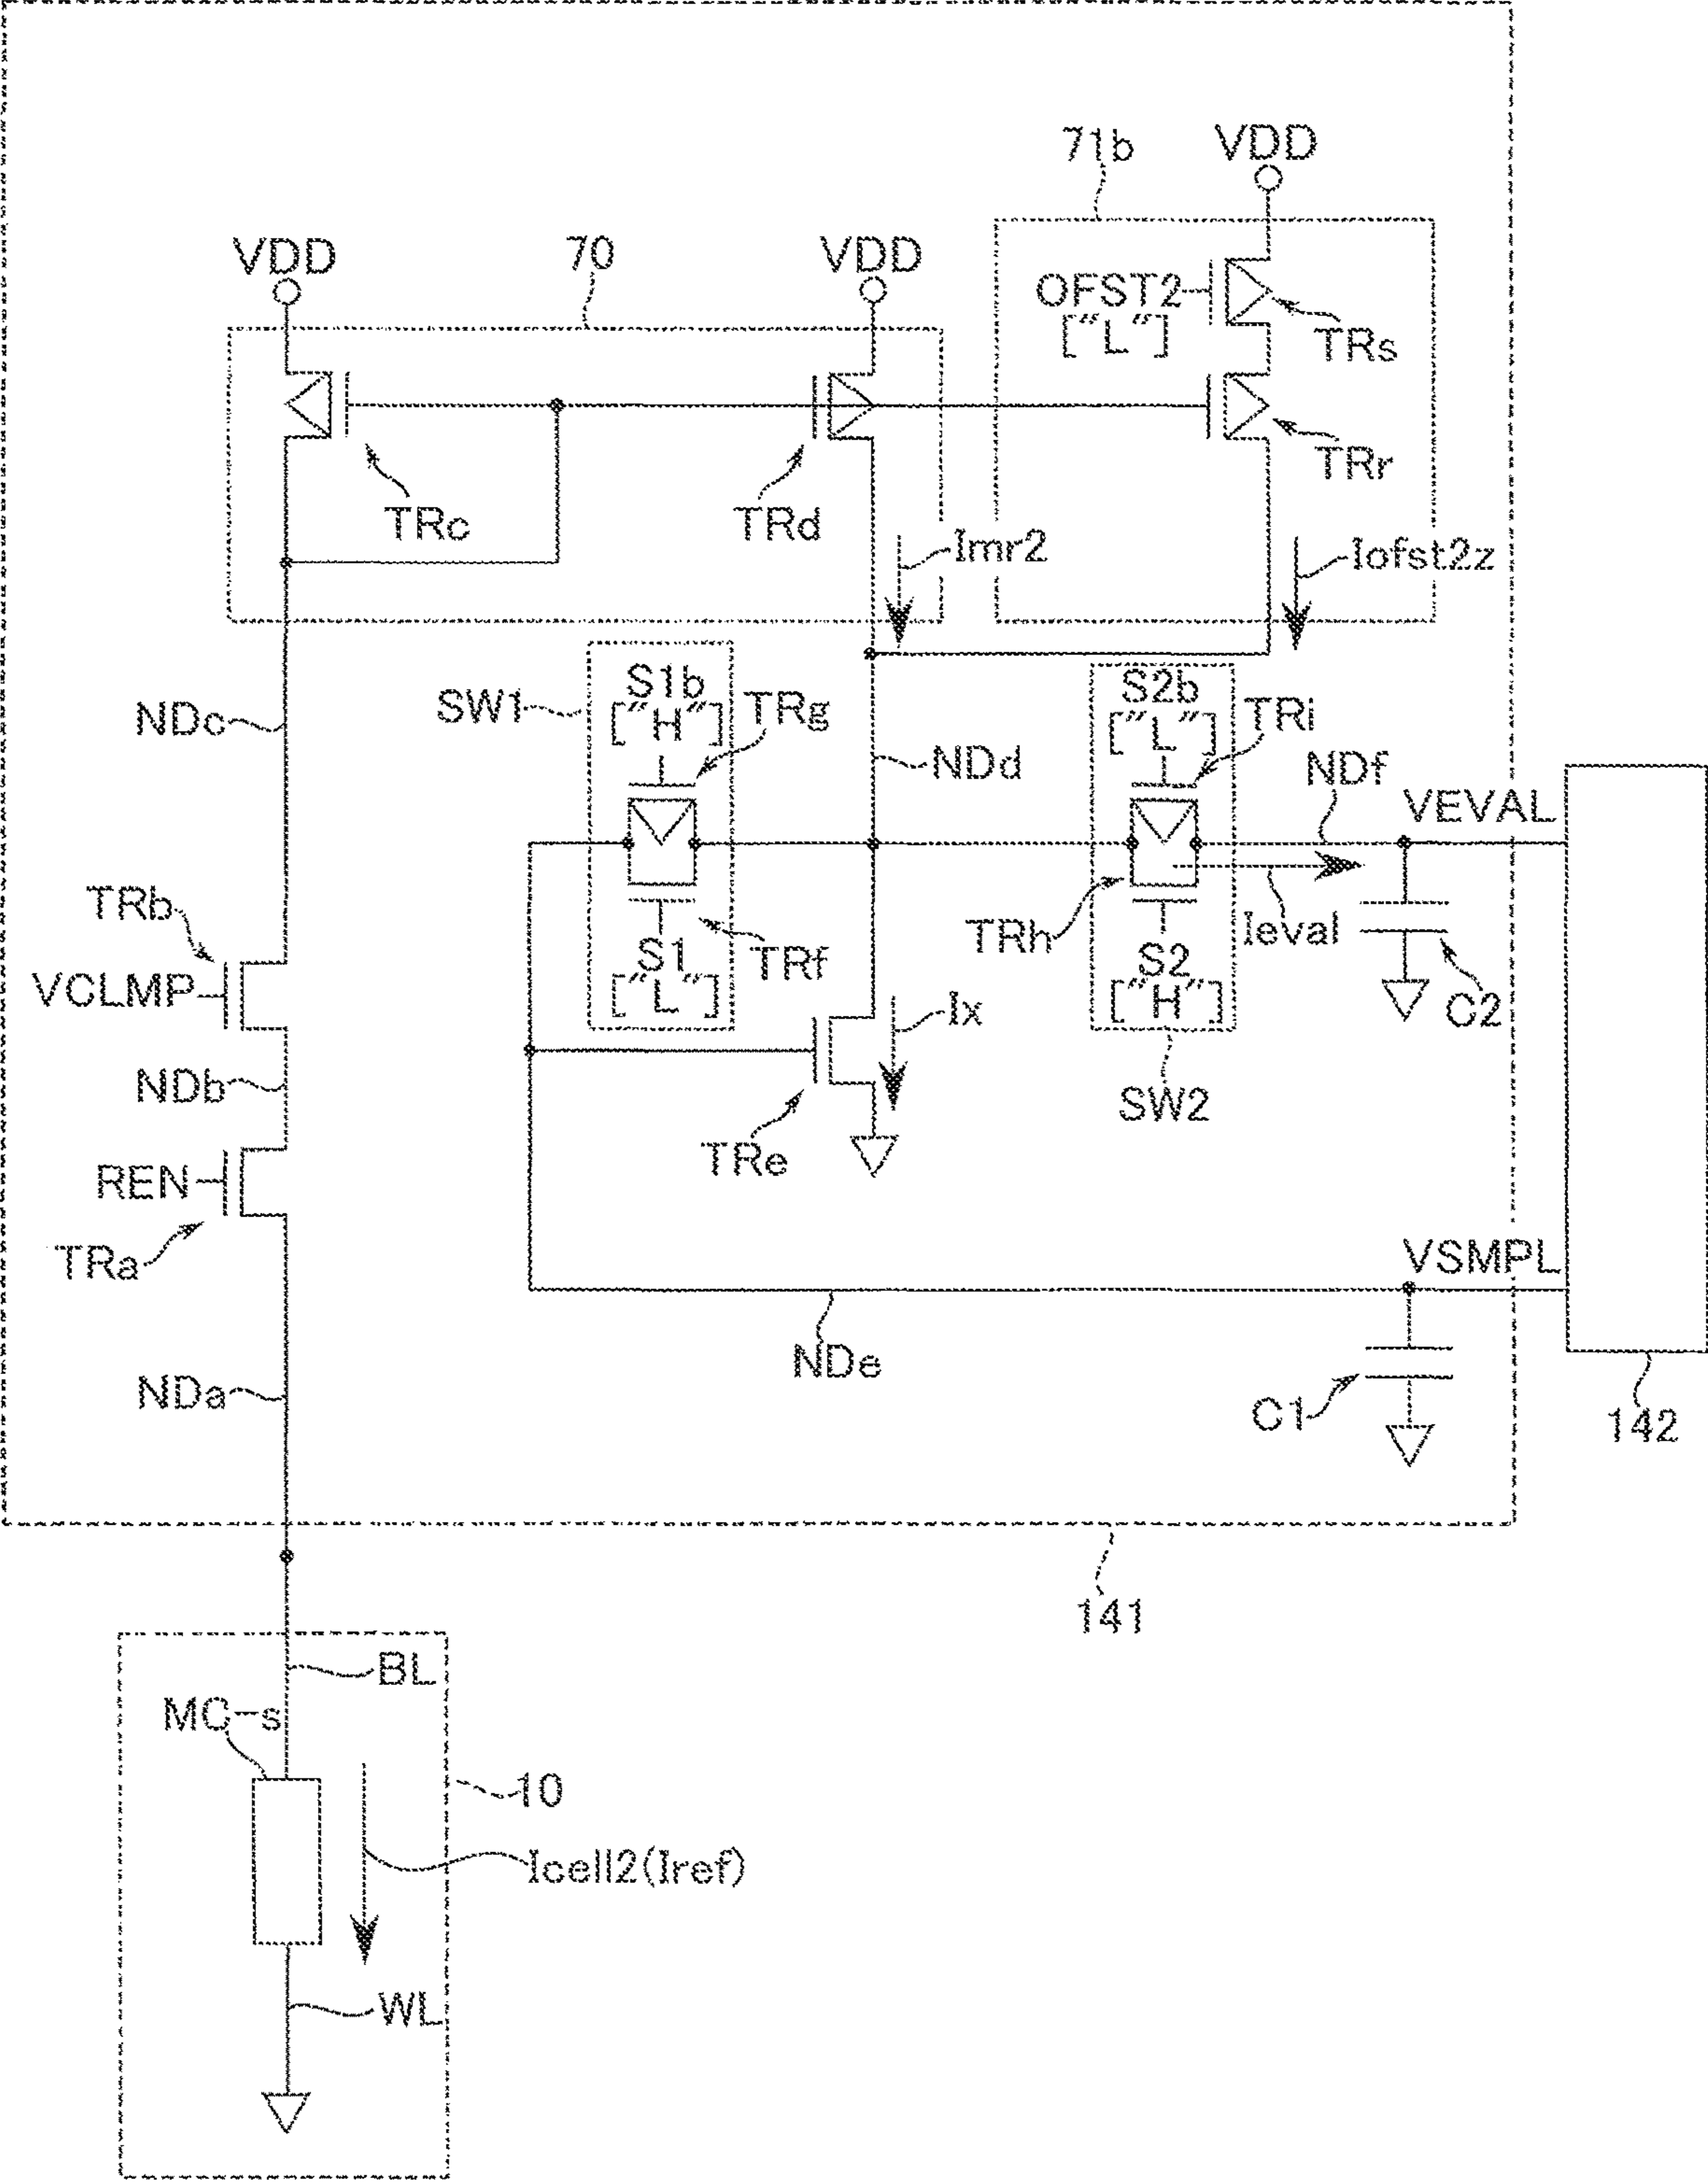 71b
VDD
VDD
70
VDD
OFST2
["L"]
TRs
TRr
TRc
TRd
Imr2
Iofst2z
S1b
["H"]
SW1
TRg
NDc
S2b
["L"]
TRi
NDd
NDf
VEVAL
TRb
VCLMP
S1
["L"]
TRf
TRh
S2
["H"]
Ieval
C2
Ix
NDb
SW2
TRe
REN
TRa
VSMPL
NDe
NDa
C1
142
141
BL
MC-s
10
Icell2(Iref)
WL